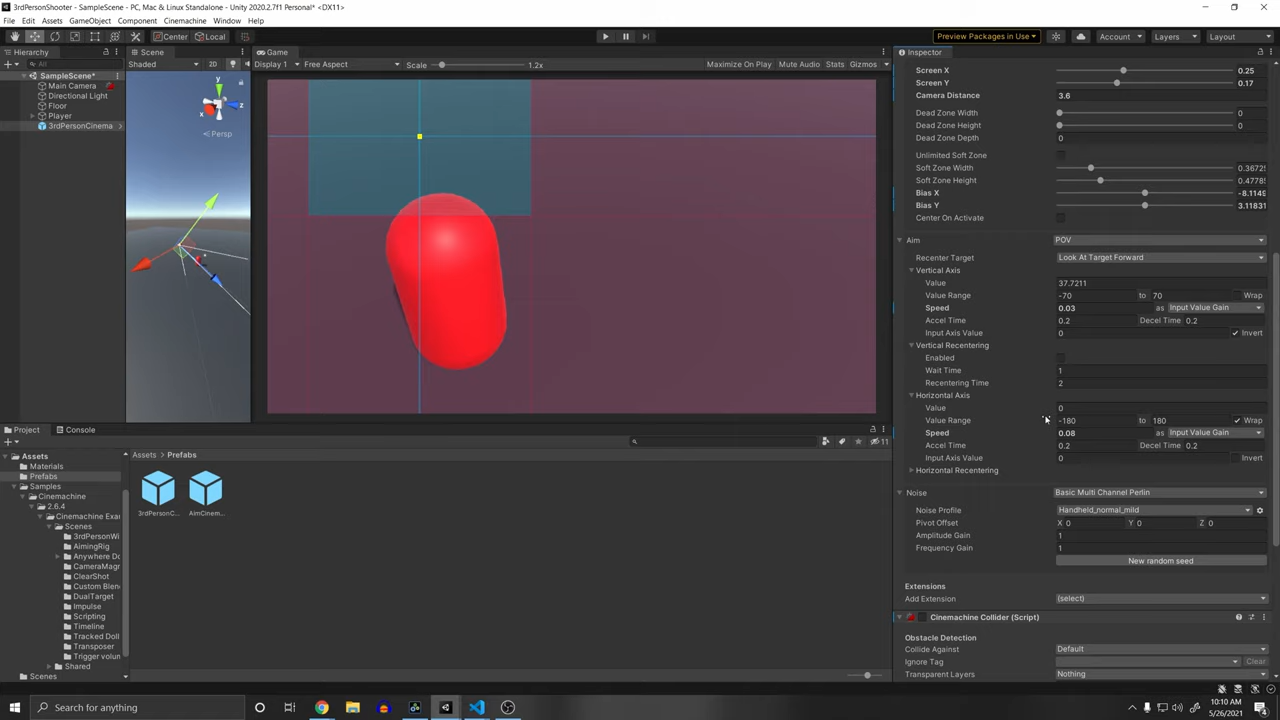 3rdPersonShooter - SampleScene - PC, Mac & Linux Standalone - Unity 2020.2.7f1 Personal* <DX11>
File Edit Assets GameObject Component Cinemachine Window Help
Center Local Preview Packages in Use Account Layers Layout
Hierarchy
All
SampleScene*
Main Camera
Directional Light
Floor
Player
3rdPersonCinema
Scene
Shaded 2D
y
z
x
Persp
Game
Display 1 Free Aspect Scale 1.2x Maximize On Play Mute Audio Stats Gizmos
Project Console
11
Assets
Materials
Prefabs
Samples
Cinemachine
2.6.4
Cinemachine Exa
Scenes
3rdPersonWi
AimingRig
Anywhere Do
CameraMagn
ClearShot
Custom Blen
DualTarget
Impulse
Scripting
Timeline
Tracked Doll
Transposer
Trigger volun
Shared
Scenes
Assets > Prefabs
3rdPersonC...
AimCinem...
Inspector
Screen X 0.25
Screen Y 0.17
Camera Distance 3.6
Dead Zone Width 0
Dead Zone Height 0
Dead Zone Depth 0
Unlimited Soft Zone
Soft Zone Width 0.3672
Soft Zone Height 0.4778
Bias X -8.1149
Bias Y 3.1183
Center On Activate
Aim POV
Recenter Target Look At Target Forward
Vertical Axis
Value 37.7211
Value Range -70 to 70 Wrap
Speed 0.03 as Input Value Gain
Accel Time 0.2 Decel Time 0.2
Input Axis Value 0 Invert
Vertical Recentering
Enabled
Wait Time 1
Recentering Time 2
Horizontal Axis
Value 0
Value Range -180 to 180 Wrap
Speed 0.08 as Input Value Gain
Accel Time 0.2 Decel Time 0.2
Input Axis Value 0 Invert
Horizontal Recentering
Noise Basic Multi Channel Perlin
Noise Profile Handheld_normal_mild
Pivot Offset X 0 Y 0 Z 0
Amplitude Gain 1
Frequency Gain 1
New random seed
Extensions
Add Extension (select)
Cinemachine Collider (Script)
Obstacle Detection
Collide Against Default
Ignore Tag Clear
Transparent Layers Nothing
Search for anything
10:10 AM
5/26/2021
4